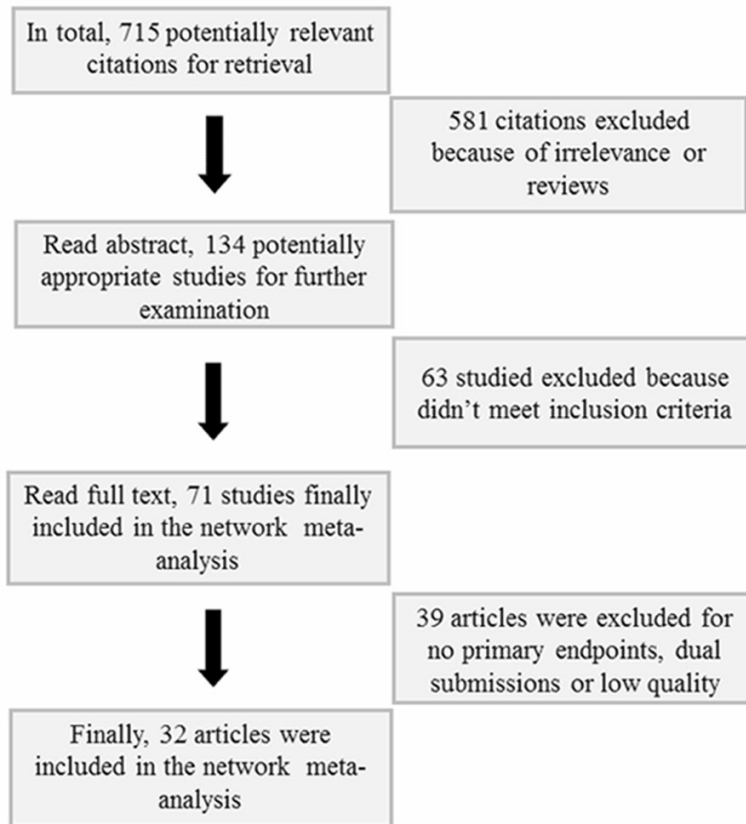 In total, 715 potentially relevant
citations for retrieval
581 citations excluded
because of irrelevance or
reviews
Read abstract, 134 potentially
appropriate studies for further
examination
63 studied excluded because
didn’t meet inclusion criteria
Read full text, 71 studies finally
included in the network meta-
analysis
39 articles were excluded for
no primary endpoints, dual
submissions or low quality
Finally, 32 articles were
included in the network meta-
analysis